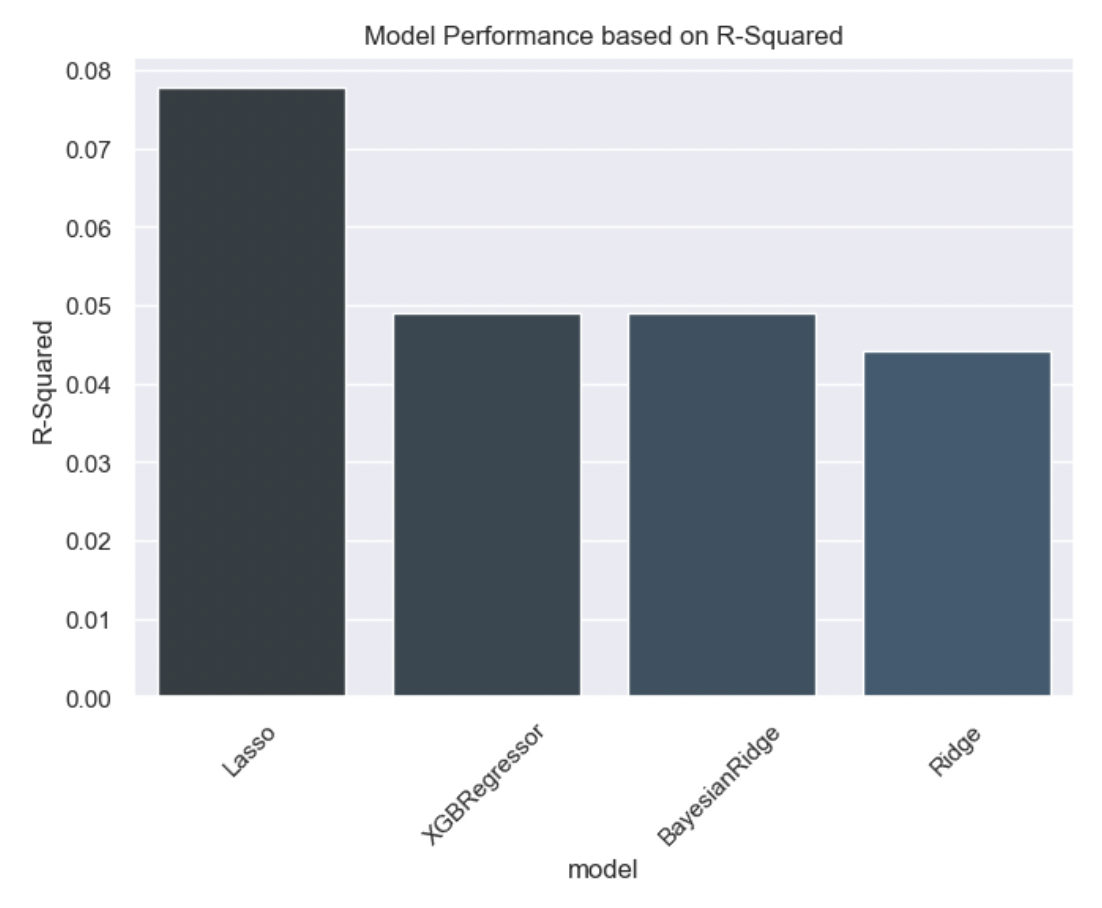 Model Performance based on R-Squared
0.08
0.07
0.06
0.05
0.04
0.03
0.02
0.01
0.00
R-Squared
Lasso
XGBRegressor
BayesianRidge
Ridge
model